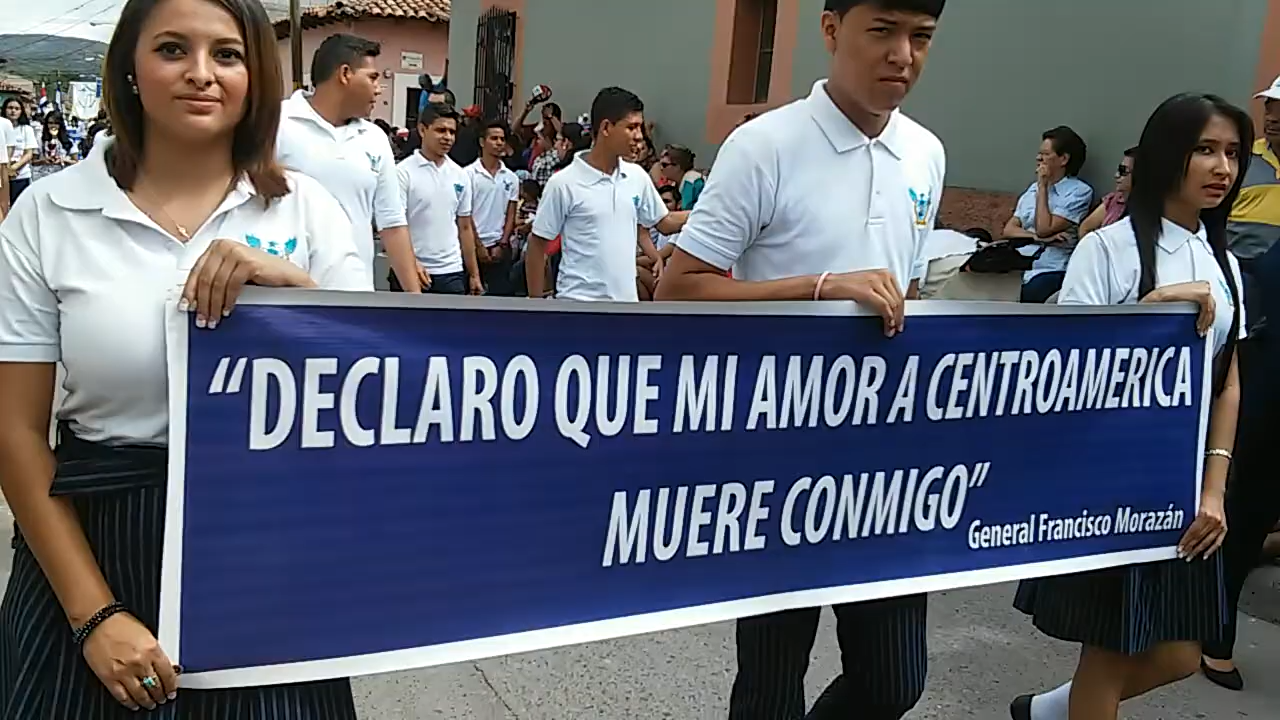 “DECLARO QUE MI AMOR A CENTROAMERICA
MUERE CONMIGO”
General Francisco Morazán